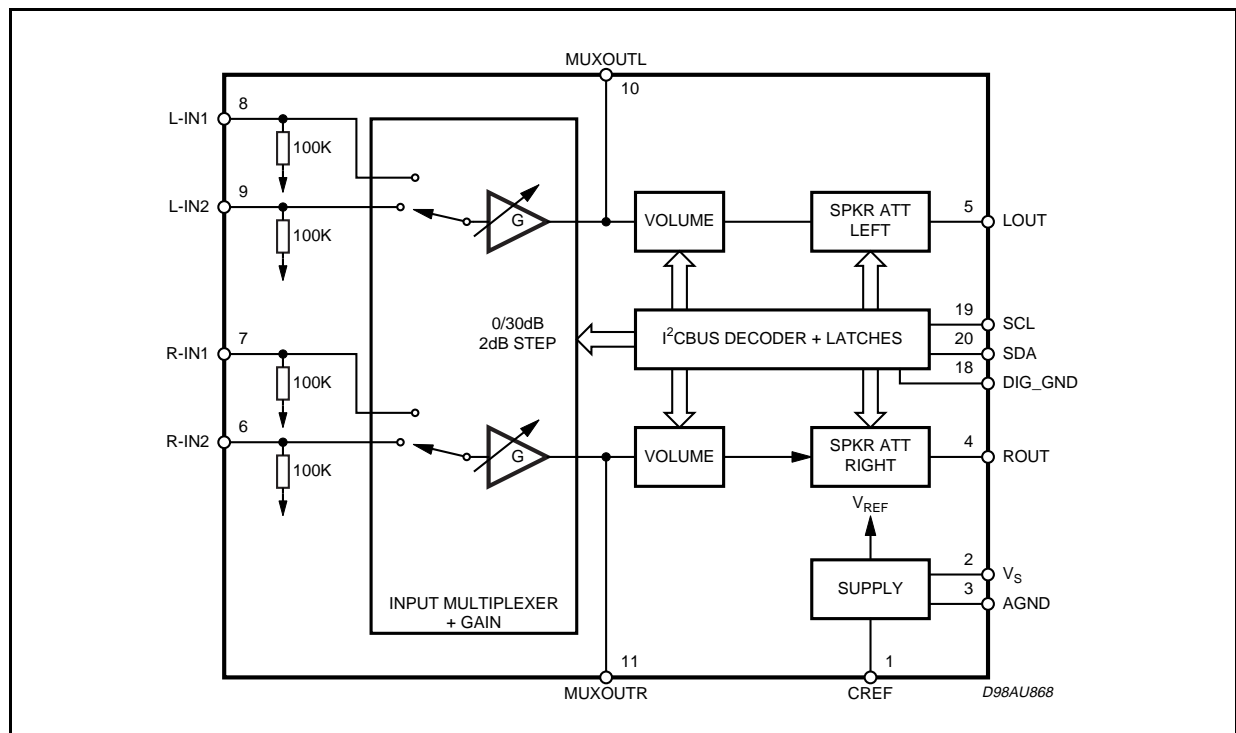 MUXOUTL
10
L-IN1
8
100K
L-IN2
9
100K
G
VOLUME
SPKR ATT
LEFT
5
LOUT
0/30dB
2dB STEP
I²CBUS DECODER + LATCHES
19
SCL
20
SDA
18
DIG_GND
R-IN1
7
100K
R-IN2
6
100K
G
VOLUME
SPKR ATT
RIGHT
4
ROUT
VREF
SUPPLY
2
VS
3
AGND
INPUT MULTIPLEXER
+ GAIN
11
MUXOUTR
1
CREF
D98AU868